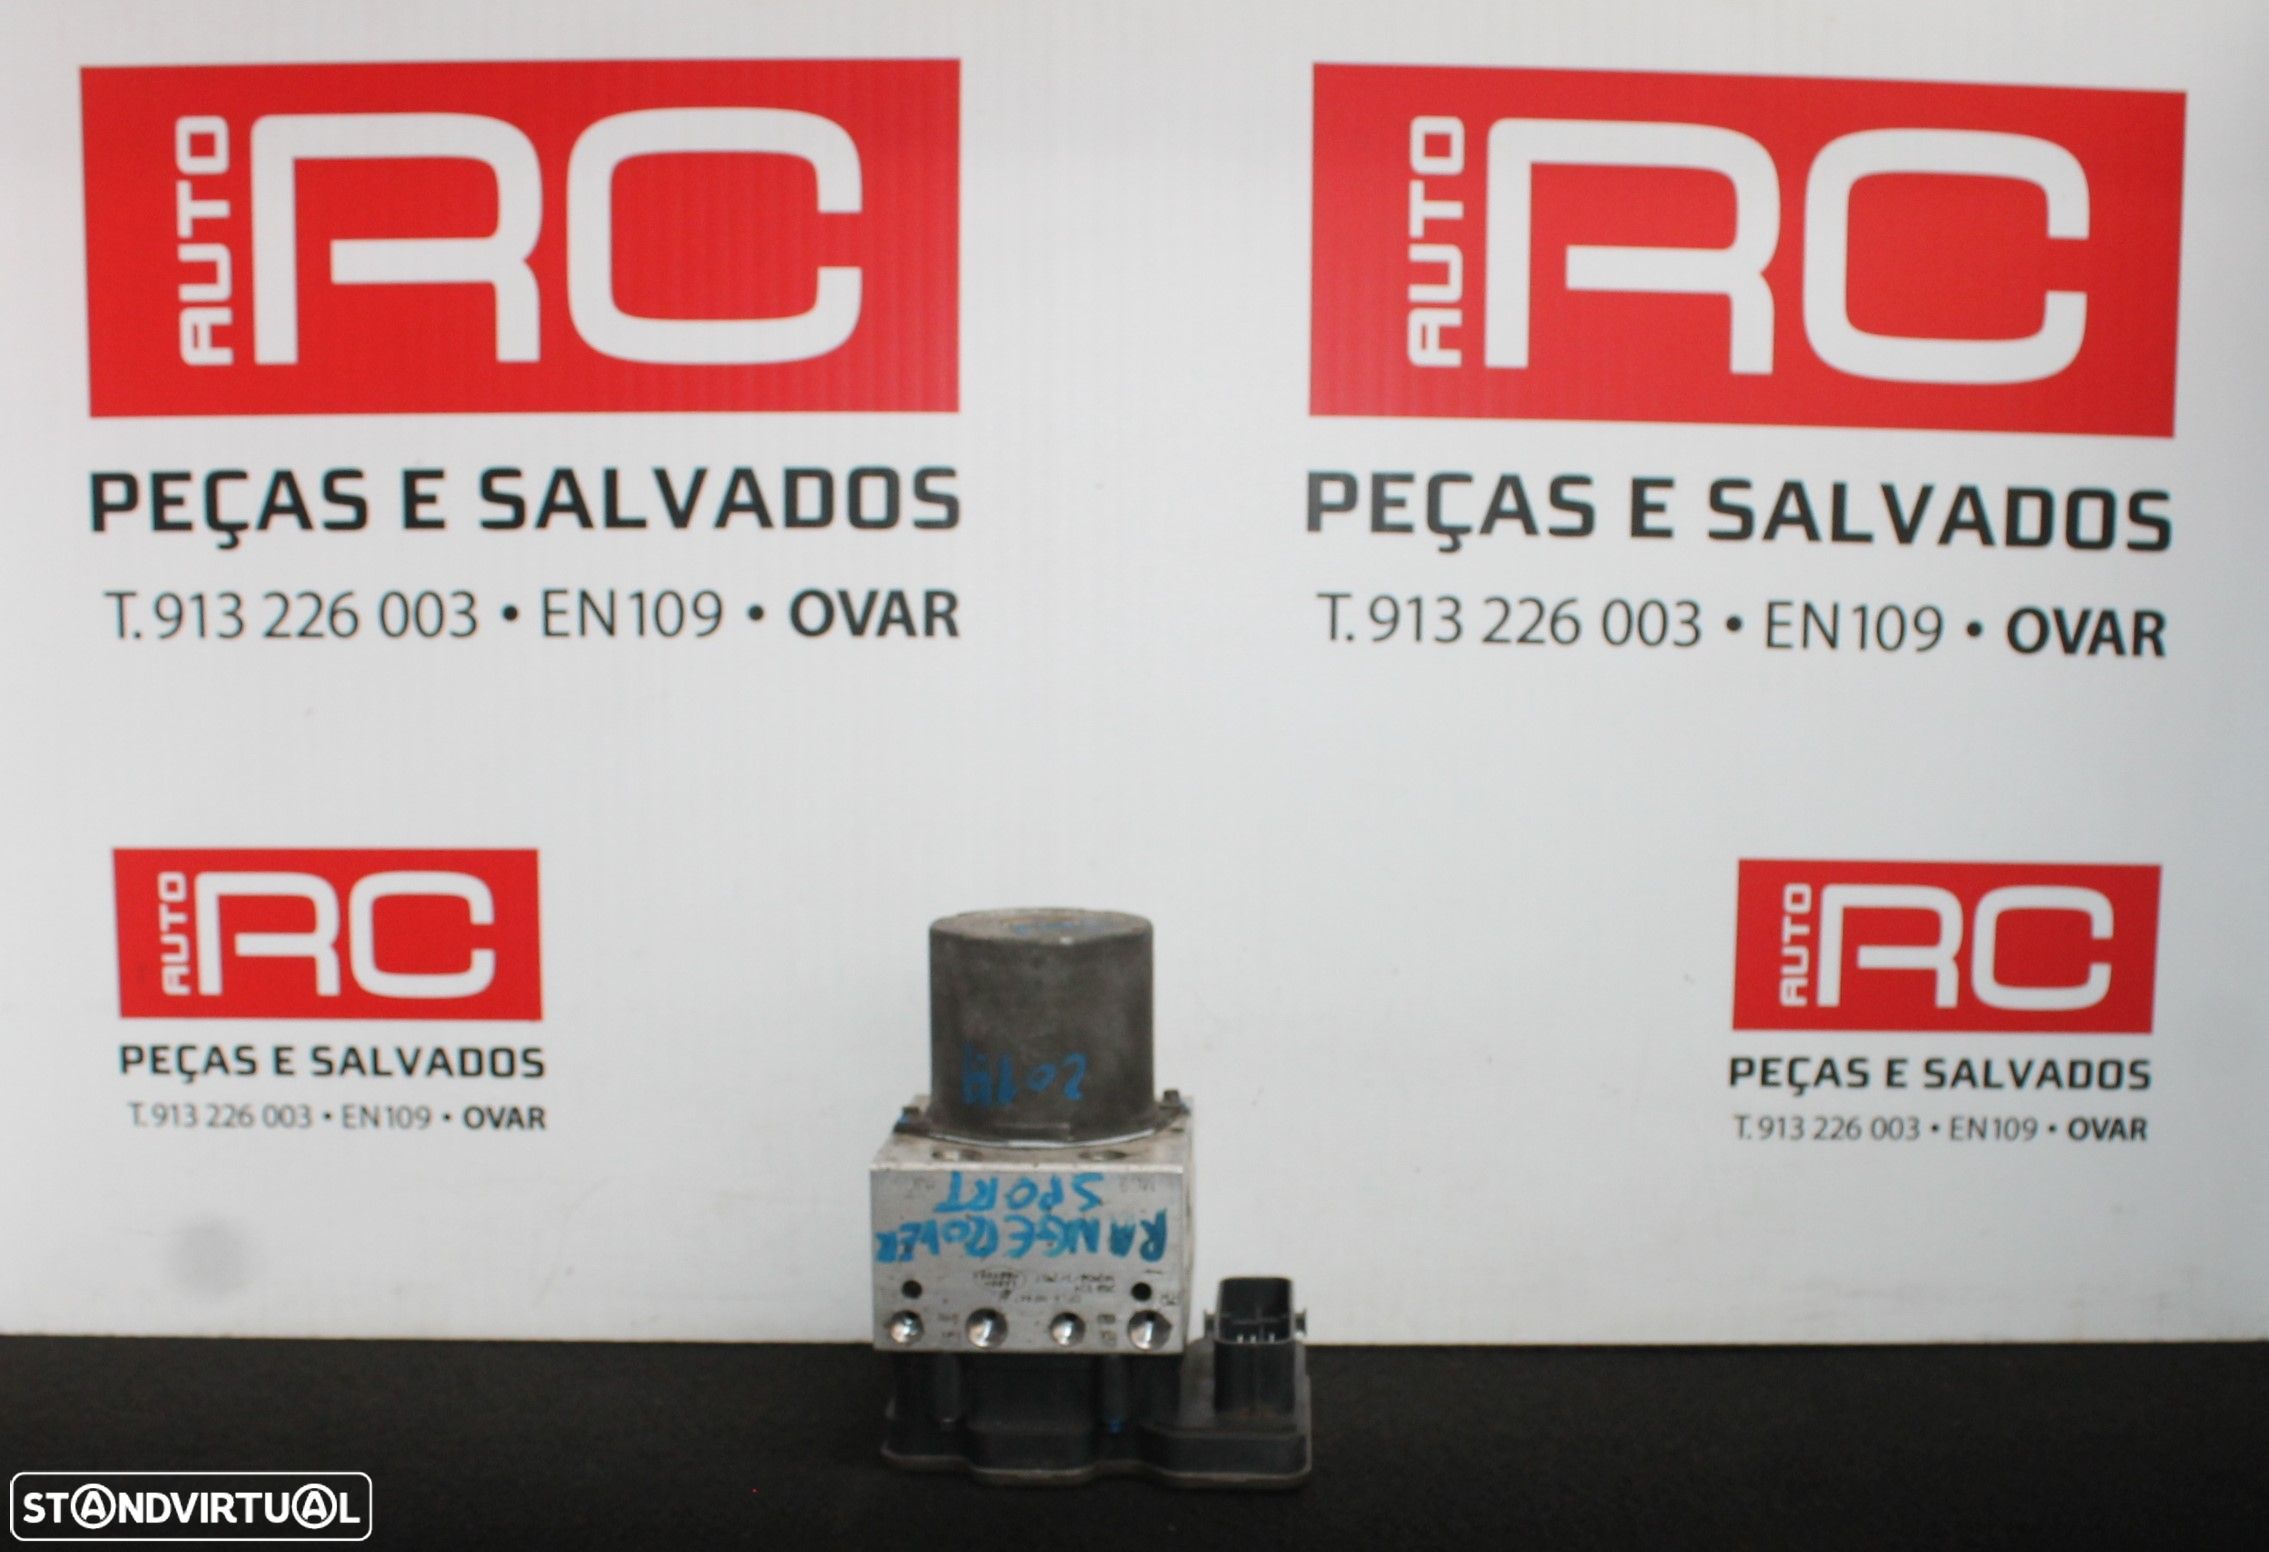 AUTO RC
PEÇAS E SALVADOS
T. 913 226 003 • EN109 • OVAR
AUTO RC
PEÇAS E SALVADOS
T. 913 226 003 • EN109 • OVAR
AUTO RC
PEÇAS E SALVADOS
T. 913 226 003 • EN109 • OVAR
AUTO RC
PEÇAS E SALVADOS
T. 913 226 003 • EN109 • OVAR
2014
RANGE ROVER
SPORT
STANDVIRTUAL